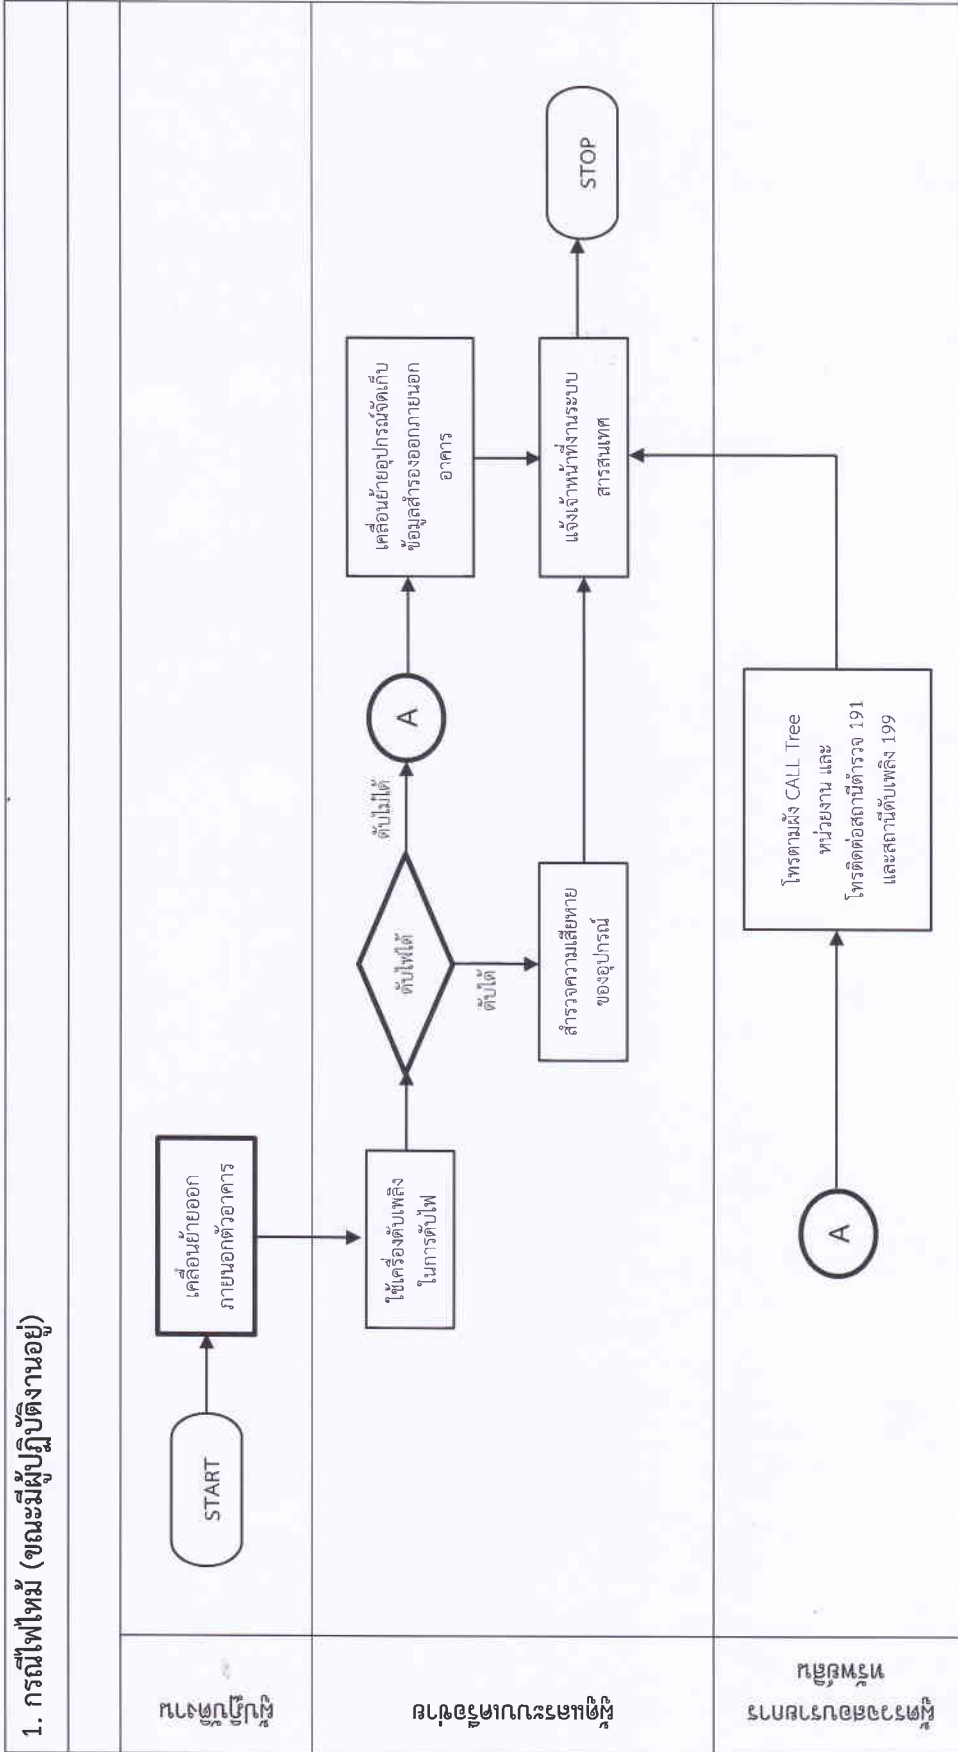 1. กรณีไฟไหม้ (ขณะมีผู้ปฏิบัติงานอยู่)
ผู้ปฏิบัติงาน
START
เคลื่อนย้ายออก
ภายนอกตัวอาคาร
ผู้ดูแลระบบเครือข่าย
ใช้เครื่องดับเพลิง
ในการดับไฟ
ดับไฟได้
ดับไม่ได้
ดับได้
A
เคลื่อนย้ายอุปกรณ์จัดเก็บ
ข้อมูลสำรองออกภายนอก
อาคาร
สำรวจความเสียหาย
ของอุปกรณ์
แจ้งเจ้าหน้าที่งานระบบ
สารสนเทศ
STOP
ผู้ตรวจสอบรายการ
ทรัพย์สิน
A
โทรตามผัง CALL Tree
หน่วยงาน และ
โทรติดต่อสถานีตำรวจ 191
และสถานีดับเพลิง 199